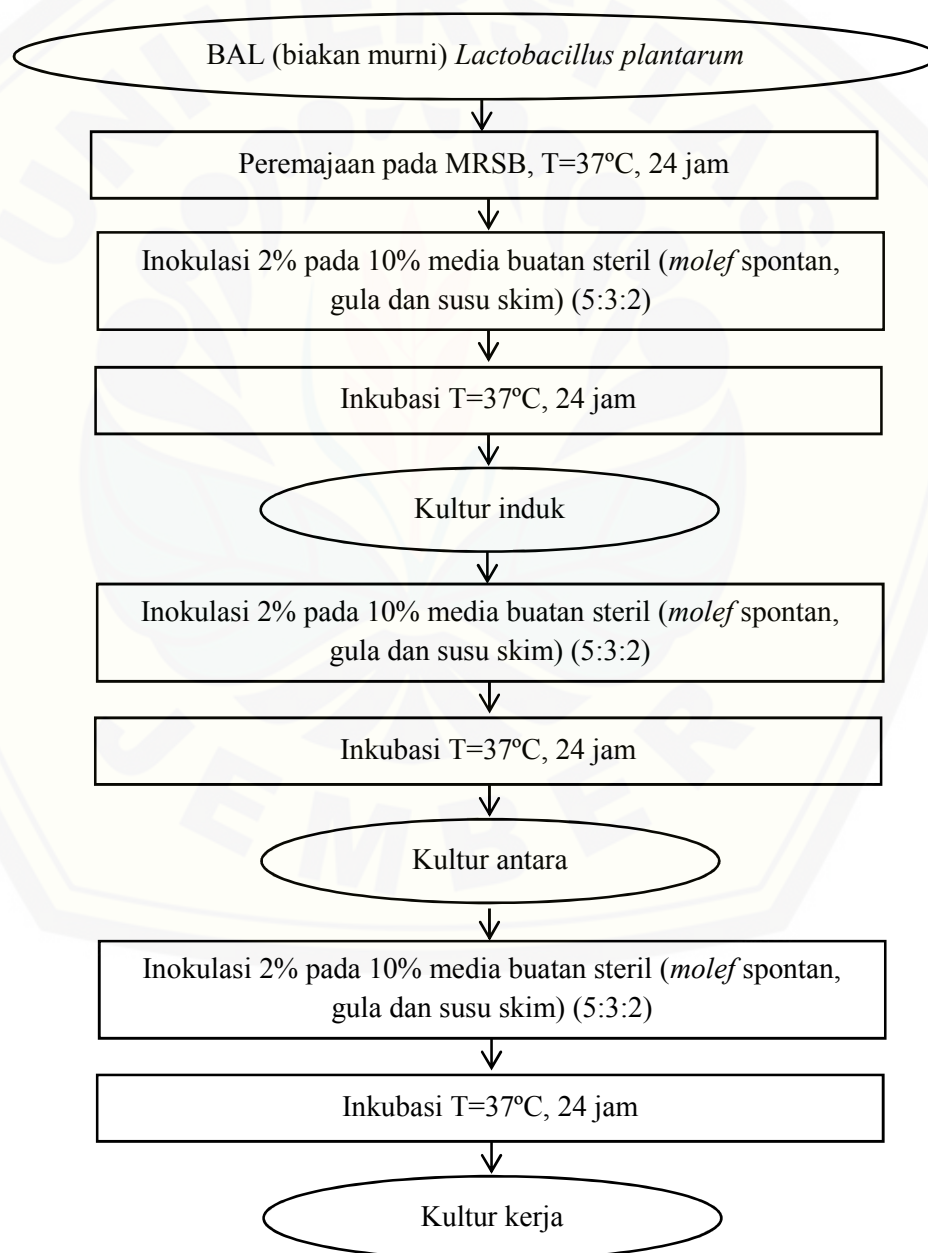 BAL (biakan murni) Lactobacillus plantarum
Peremajaan pada MRSB, T=37ºC, 24 jam
Inokulasi 2% pada 10% media buatan steril (molef spontan,
gula dan susu skim) (5:3:2)
Inkubasi T=37ºC, 24 jam
Kultur induk
Inokulasi 2% pada 10% media buatan steril (molef spontan,
gula dan susu skim) (5:3:2)
Inkubasi T=37ºC, 24 jam
Kultur antara
Inokulasi 2% pada 10% media buatan steril (molef spontan,
gula dan susu skim) (5:3:2)
Inkubasi T=37ºC, 24 jam
Kultur kerja
UNIVERSITAS
JEMBER